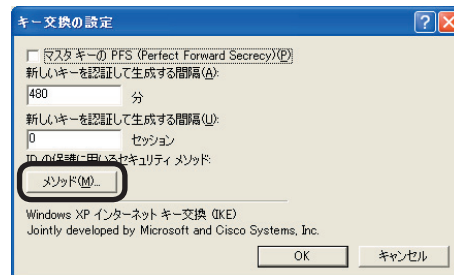 キー交換の設定
マスタ キーの PFS (Perfect Forward Secrecy)(P)
新しいキーを認証して生成する間隔(A):
480 分
新しいキーを認証して生成する間隔(U):
0 セッション
ID の保護に用いるセキュリティ メソッド:
メソッド(M)...
Windows XP インターネット キー交換 (IKE)
Jointly developed by Microsoft and Cisco Systems, Inc.
OK キャンセル